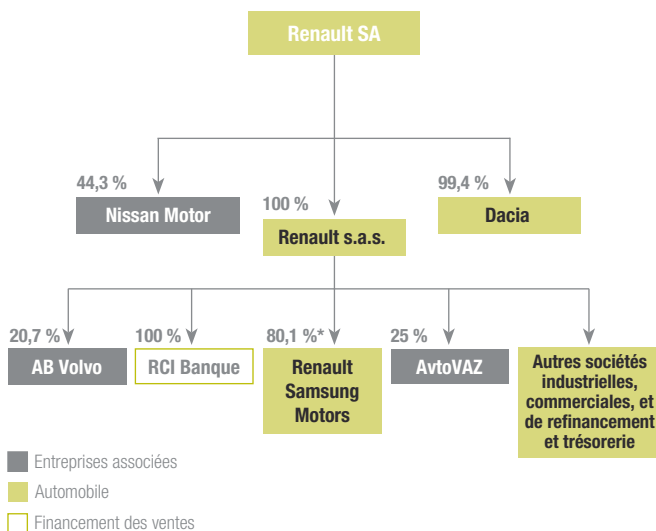 Renault SA
44,3 %
Nissan Motor
100 %
Renault s.a.s.
99,4 %
Dacia
20,7 %
AB Volvo
100 %
RCI Banque
80,1 %*
Renault
Samsung
Motors
25 %
AvtoVAZ
Autres sociétés
industrielles,
commerciales, et
de refinancement
et trésorerie
Entreprises associées
Automobile
Financement des ventes